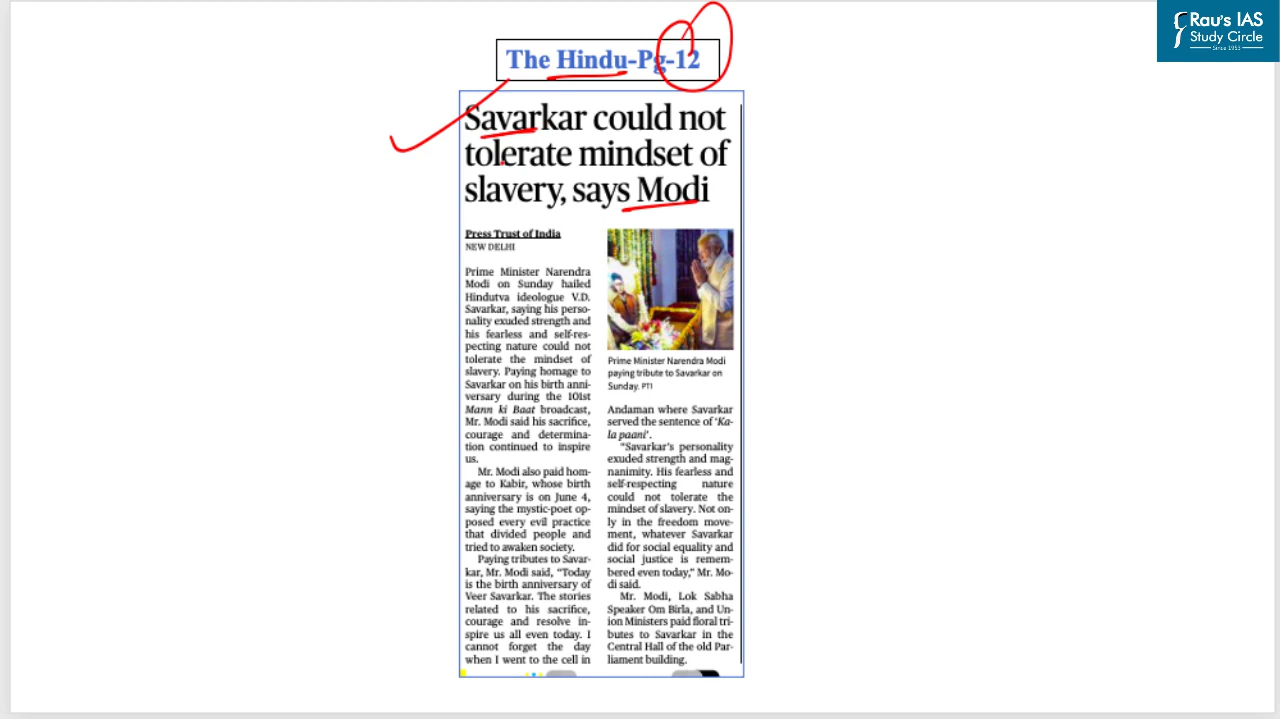 Rau's IAS
Study Circle
Since 1953
The Hindu-Pg-12
Savarkar could not
tolerate mindset of
slavery, says Modi
Press Trust of India
NEW DELHI
Prime Minister Narendra
Modi on Sunday hailed
Hindutva ideologue V.D.
Savarkar, saying his perso-
nality exuded strength and
his fearless and self-res-
pecting nature could not
tolerate the mindset of
slavery. Paying homage to
Savarkar on his birth anni-
versary during the 101st
Mann ki Baat broadcast,
Mr. Modi said his sacrifice,
courage and determina-
tion continued to inspire
us.
Mr. Modi also paid hom-
age to Kabir, whose birth
anniversary is on June 4,
saying the mystic-poet op-
posed every evil practice
that divided people and
tried to awaken society.
Paying tributes to Savar-
kar, Mr. Modi said, “Today
is the birth anniversary of
Veer Savarkar. The stories
related to his sacrifice,
courage and resolve in-
spire us all even today. I
cannot forget the day
when I went to the cell in
Prime Minister Narendra Modi
paying tribute to Savarkar on
Sunday. PTI
Andaman where Savarkar
served the sentence of ‘Ka-
la paani’.
“Savarkar’s personality
exuded strength and mag-
nanimity. His fearless and
self-respecting nature
could not tolerate the
mindset of slavery. Not on-
ly in the freedom move-
ment, whatever Savarkar
did for social equality and
social justice is remem-
bered even today,” Mr. Mo-
di said.
Mr. Modi, Lok Sabha
Speaker Om Birla, and Un-
ion Ministers paid floral tri-
butes to Savarkar in the
Central Hall of the old Par-
liament building.